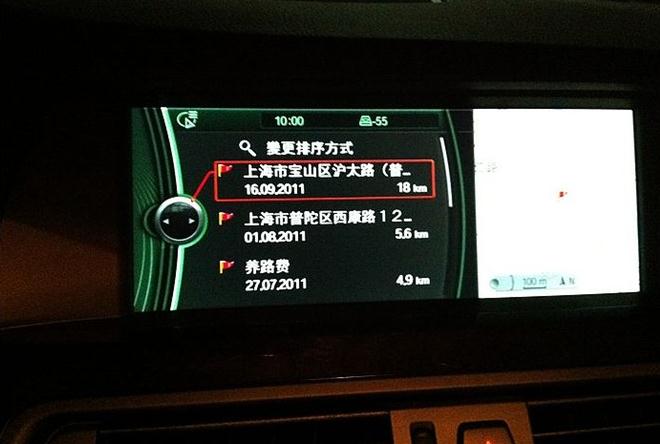 10:00
-55
變更排序方式
上海市宝山区沪大路（普...
16.09.2011
18 km
上海市普陀区西康路１２...
01.08.2011
5.6 km
养路费
27.07.2011
4.9 km
100 m
N